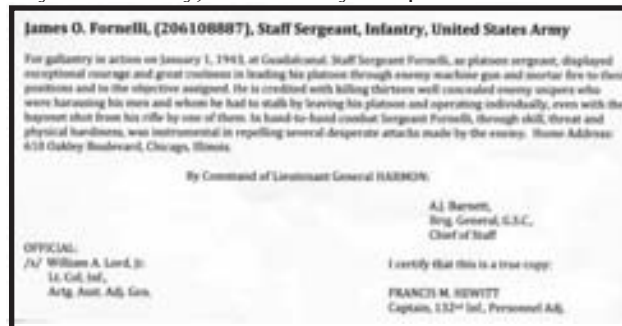 James O. Fornelli, (206108887), Staff Sergeant, Infantry, United States Army
For gallantry in action on January 1, 1943, at Guadalcanal. Staff Sergeant Fornelli, as platoon sergeant, displayed
exceptional courage and great coolness in leading his platoon through enemy machine gun and mortar fire to their
positions and to the objective assigned. He is credited with killing thirteen well concealed enemy snipers who
were harassing his men and whom he had to stalk by leaving his platoon and operating individually, even with the
bayonet shot from his rifle by one of them. In hand-to-hand combat Sergeant Fornelli, through skill, threat and
physical hardiness, was instrumental in repelling several desperate attacks made by the enemy. Home Address:
618 Oakley Boulevard, Chicago, Illinois.
By Command of Lieutenant General HARMON:
A.J. Barnett,
Brig. General, G.S.C.,
Chief of Staff
OFFICIAL:
/s/ William A. Lord, Jr.
Lt. Col, Inf.,
Actg. Asst. Adj. Gen.
I certify that this is a true copy:
FRANCIS M. HEWITT
Captain, 132nd Inf., Personnel Adj.